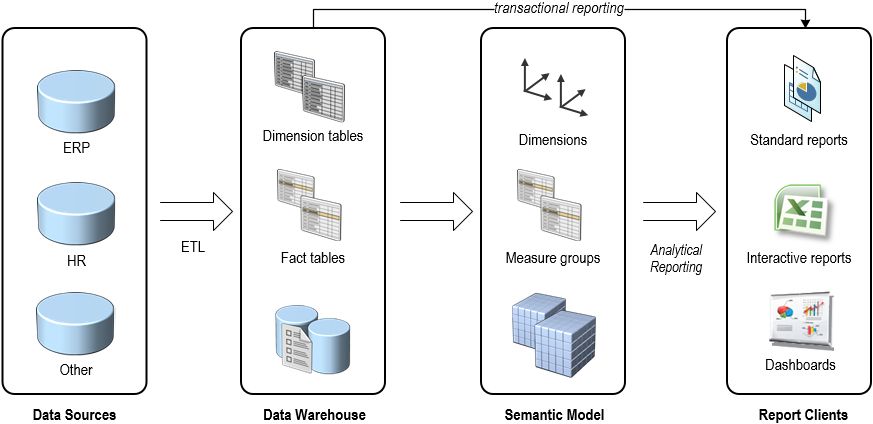 transactional reporting
ERP
HR
Other
Data Sources
ETL
Dimension tables
Fact tables
Data Warehouse
Dimensions
Measure groups
Semantic Model
Analytical
Reporting
Standard reports
Interactive reports
Dashboards
Report Clients